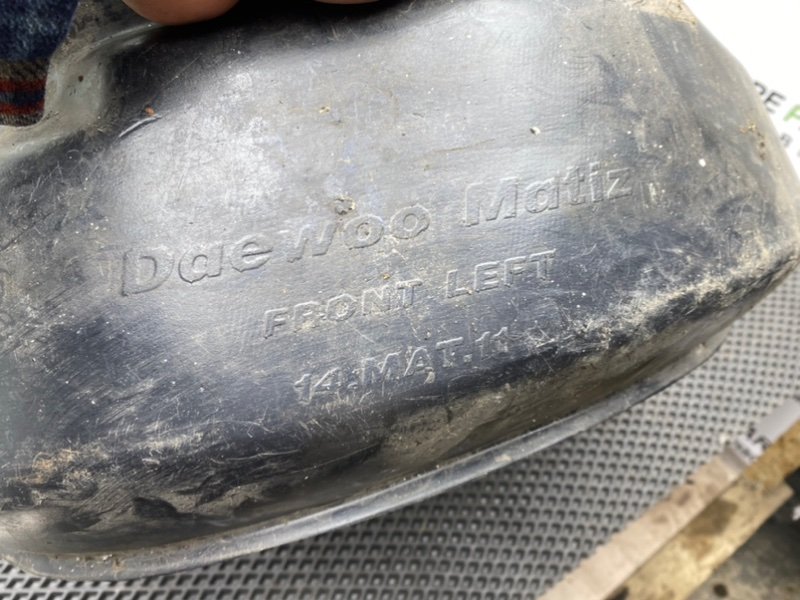 Daewoo Matiz
FRONT LEFT
14.MAT.11